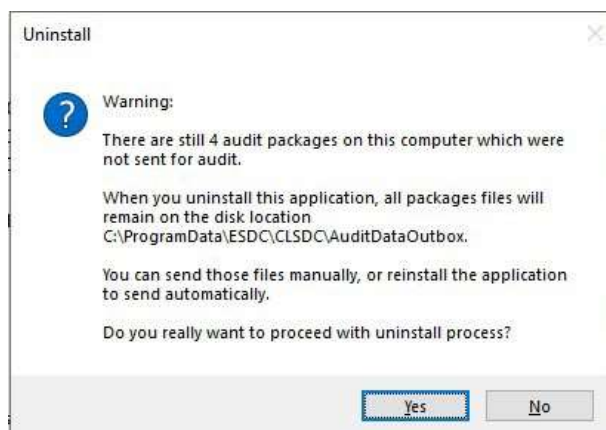 Uninstall
Warning:
There are still 4 audit packages on this computer which were
not sent for audit.
When you uninstall this application, all packages files will
remain on the disk location
C:\ProgramData\ESDC\CLSDC\AuditDataOutbox.
You can send those files manually, or reinstall the application
to send automatically.
Do you really want to proceed with uninstall process?
Yes No